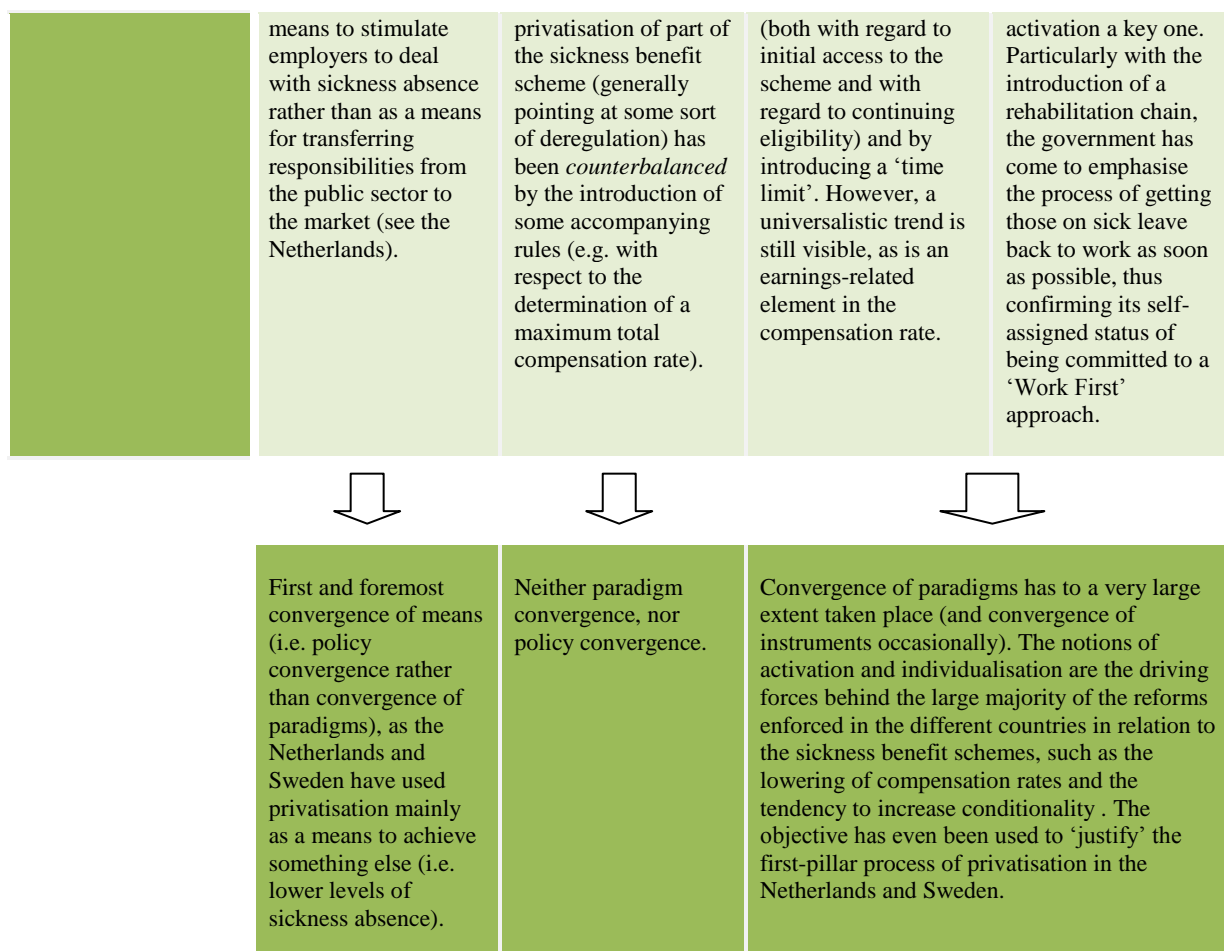 means to stimulate
employers to deal
with sickness absence
rather than as a means
for transferring
responsibilities from
the public sector to
the market (see the
Netherlands).
privatisation of part of
the sickness benefit
scheme (generally
pointing at some sort
of deregulation) has
been counterbalanced
by the introduction of
some accompanying
rules (e.g. with
respect to the
determination of a
maximum total
compensation rate).
(both with regard to
initial access to the
scheme and with
regard to continuing
eligibility) and by
introducing a ‘time
limit’. However, a
universalistic trend is
still visible, as is an
earnings-related
element in the
compensation rate.
activation a key one.
Particularly with the
introduction of a
rehabilitation chain,
the government has
come to emphasise
the process of getting
those on sick leave
back to work as soon
as possible, thus
confirming its self-
assigned status of
being committed to a
‘Work First’
approach.
First and foremost
convergence of means
(i.e. policy
convergence rather
than convergence of
paradigms), as the
Netherlands and
Sweden have used
privatisation mainly
as a means to achieve
something else (i.e.
lower levels of
sickness absence).
Neither paradigm
convergence, nor
policy convergence.
Convergence of paradigms has to a very large
extent taken place (and convergence of
instruments occasionally). The notions of
activation and individualisation are the driving
forces behind the large majority of the reforms
enforced in the different countries in relation to
the sickness benefit schemes, such as the
lowering of compensation rates and the
tendency to increase conditionality . The
objective has even been used to ‘justify’ the
first-pillar process of privatisation in the
Netherlands and Sweden.